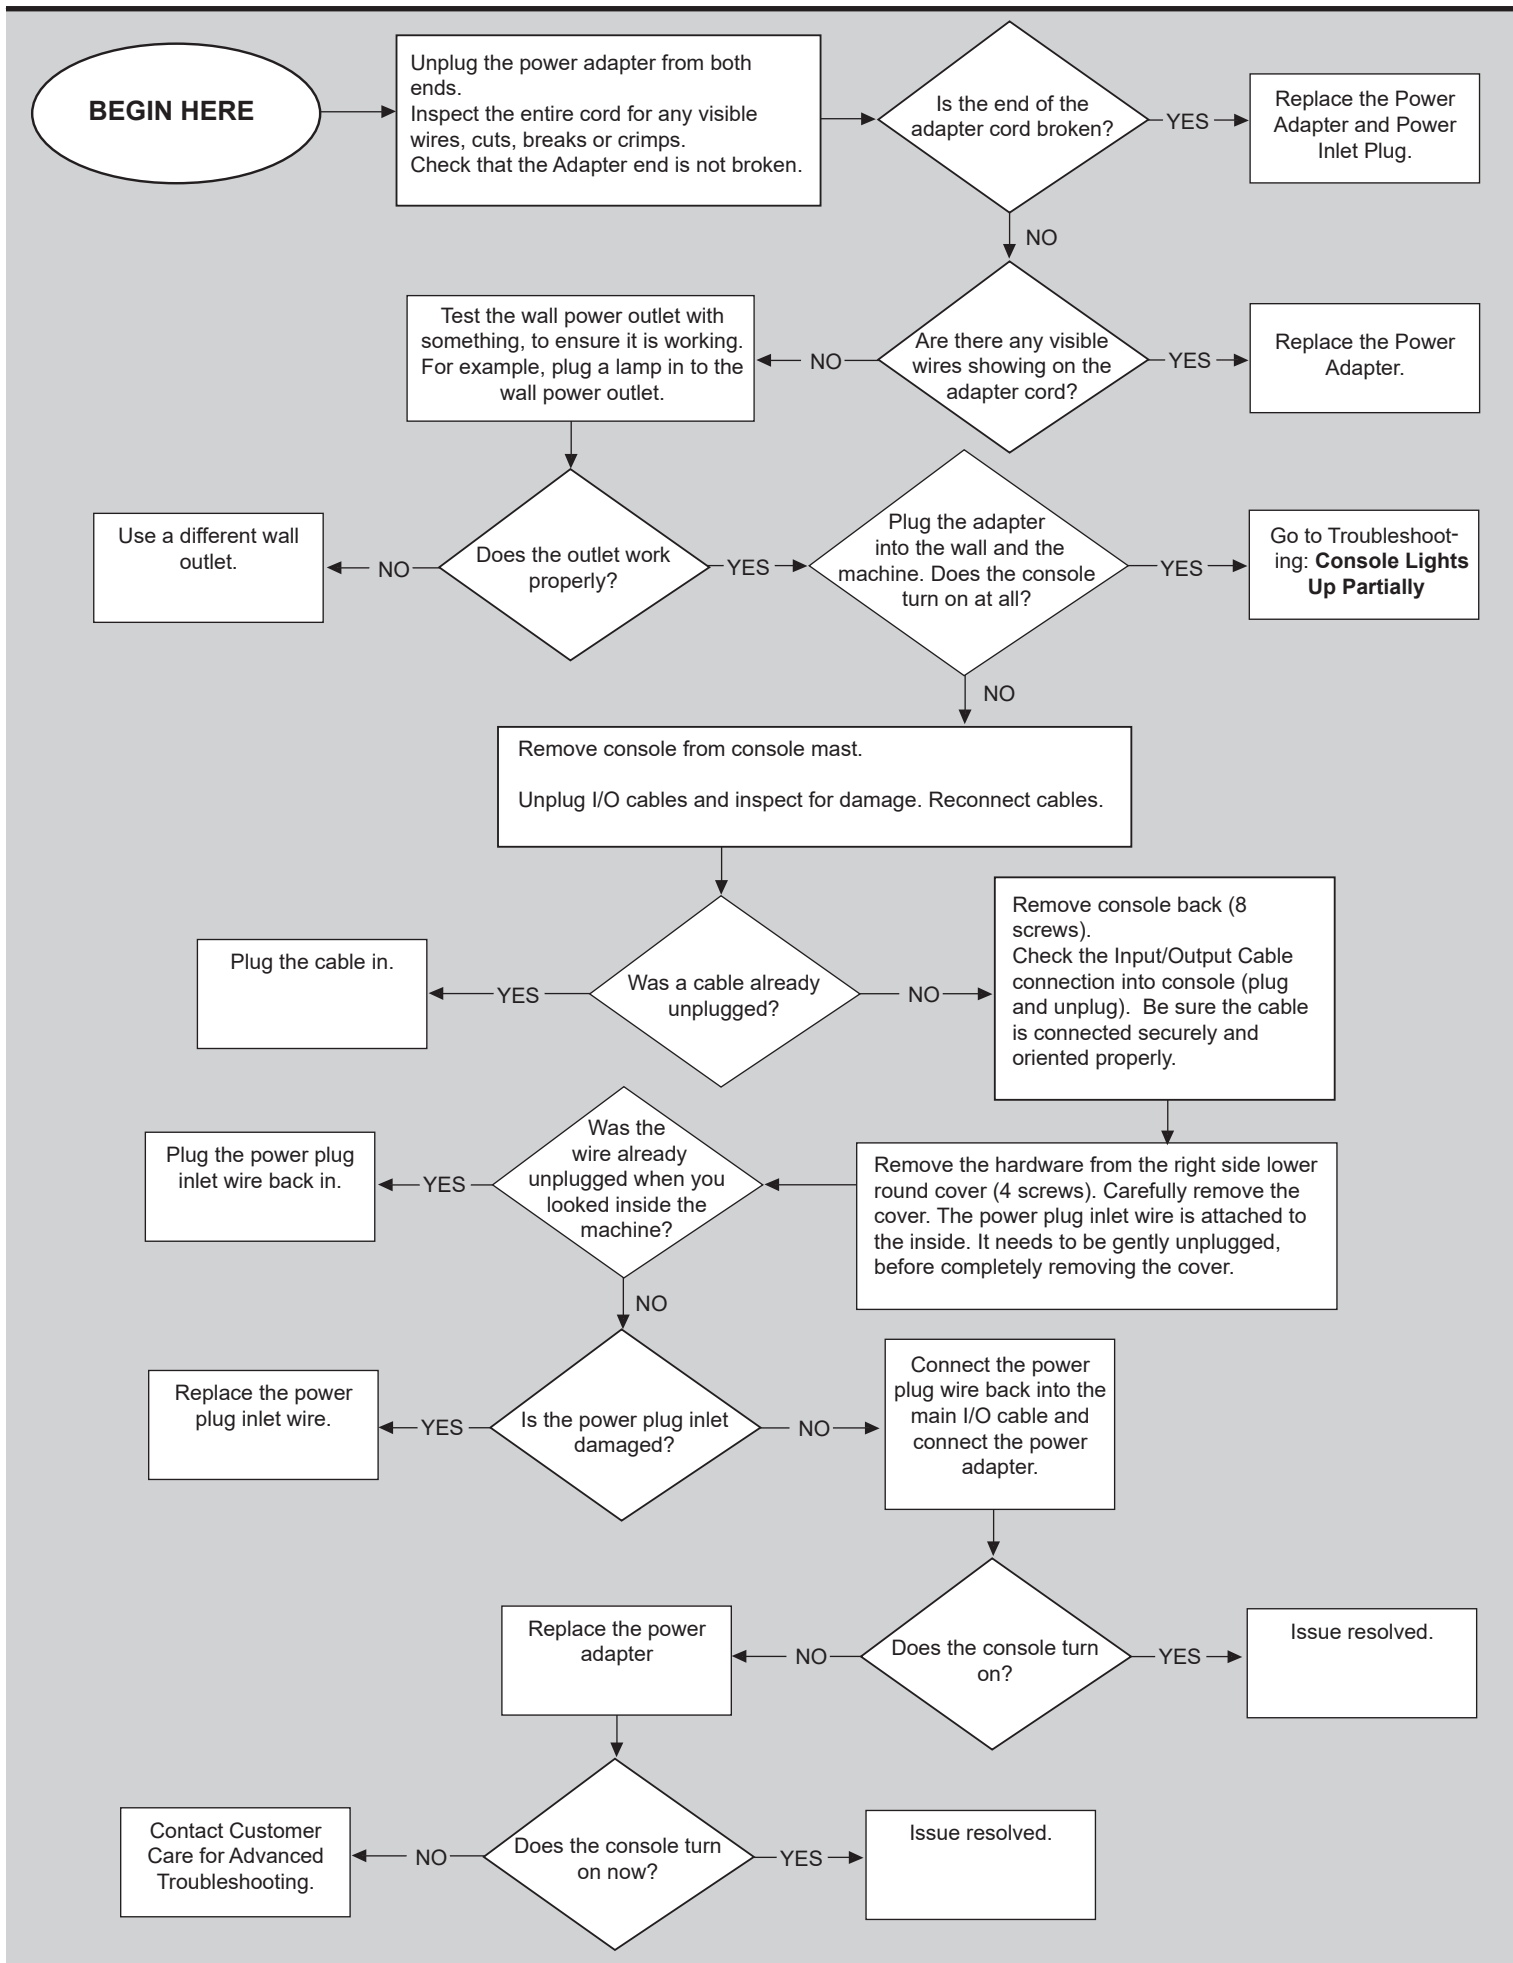 BEGIN HERE
Unplug the power adapter from both
ends.
Inspect the entire cord for any visible
wires, cuts, breaks or crimps.
Check that the Adapter end is not broken.
Is the end of the
adapter cord broken?
YES
Replace the Power
Adapter and Power
Inlet Plug.
NO
Are there any visible
wires showing on the
adapter cord?
YES
Replace the Power
Adapter.
NO
Test the wall power outlet with
something, to ensure it is working.
For example, plug a lamp in to the
wall power outlet.
Does the outlet work
properly?
NO
Use a different wall
outlet.
YES
Plug the adapter
into the wall and the
machine. Does the console
turn on at all?
YES
Go to Troubleshoot-
ing: Console Lights
Up Partially
NO
Remove console from console mast.
Unplug I/O cables and inspect for damage. Reconnect cables.
Was a cable already
unplugged?
YES
Plug the cable in.
NO
Remove console back (8
screws).
Check the Input/Output Cable
connection into console (plug
and unplug). Be sure the cable
is connected securely and
oriented properly.
Remove the hardware from the right side lower
round cover (4 screws). Carefully remove the
cover. The power plug inlet wire is attached to
the inside. It needs to be gently unplugged,
before completely removing the cover.
Was the
wire already
unplugged when you
looked inside the
machine?
YES
Plug the power plug
inlet wire back in.
NO
Is the power plug inlet
damaged?
YES
Replace the power
plug inlet wire.
NO
Connect the power
plug wire back into the
main I/O cable and
connect the power
adapter.
Does the console turn
on?
YES
Issue resolved.
NO
Replace the power
adapter
Does the console turn
on now?
NO
Contact Customer
Care for Advanced
Troubleshooting.
YES
Issue resolved.